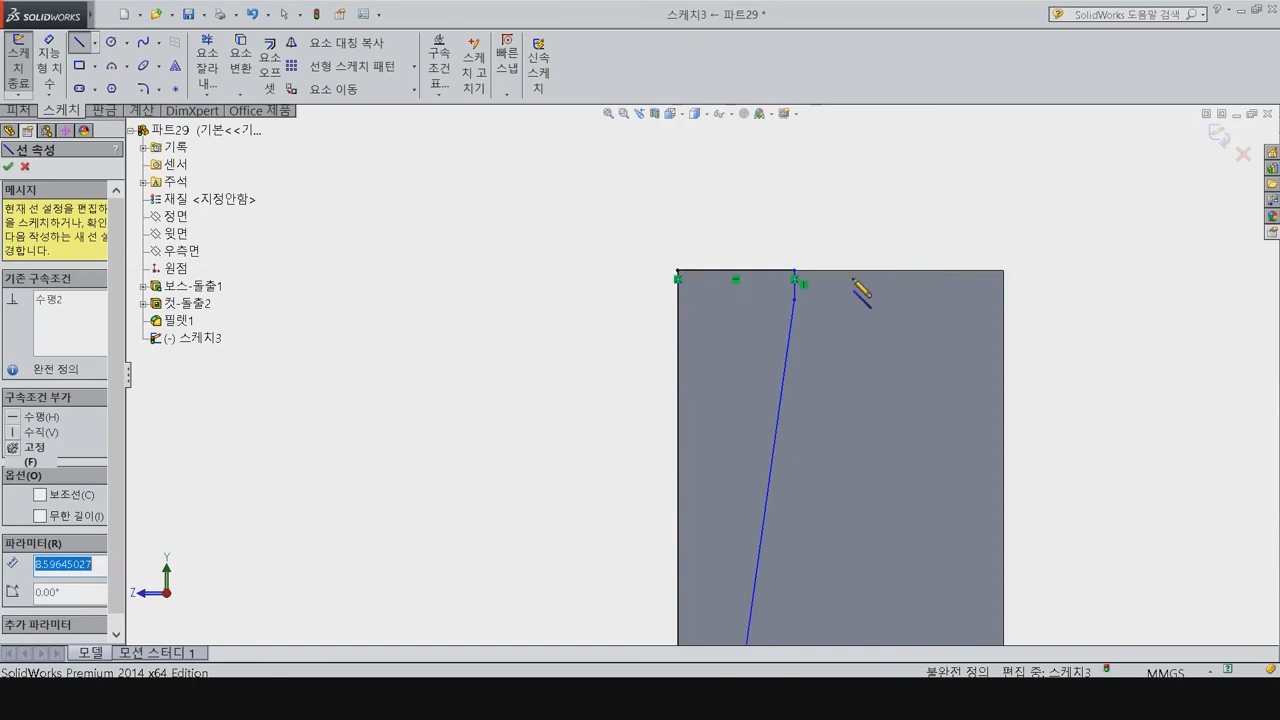 SOLIDWORKS
스케치3 ← 파트29 *
SolidWorks 도움말 검색
스케치 종료
지능형 치수
요소 잘라내...
요소 변환
요소 오프셋
요소 대칭 복사
선형 스케치 패턴
요소 이동
구속조건 표...
스케치 고치기
빠른 스냅
신속 스케치
피처
스케치
판금
계산
DimXpert
Office 제품
선 속성
?
메시지
현재 선 설정을 편집하
을 스케치하거나, 확인
다음 작성하는 새 선 설
경합니다.
기존 구속조건
수평2
완전 정의
구속조건 부가
수평(H)
수직(V)
고정
(F)
옵션(O)
보조선(C)
무한 길이(I)
파라미터(R)
8.59645027
0.00°
추가 파라미터
파트29 (기본<<기...
기록
센서
주석
재질 <지정안함>
정면
윗면
우측면
원점
보스-돌출1
컷-돌출2
필렛1
(-) 스케치3
Y
Z
모델
모션 스터디 1
SolidWorks Premium 2014 x64 Edition
불완전 정의
편집 중: 스케치3
MMGS